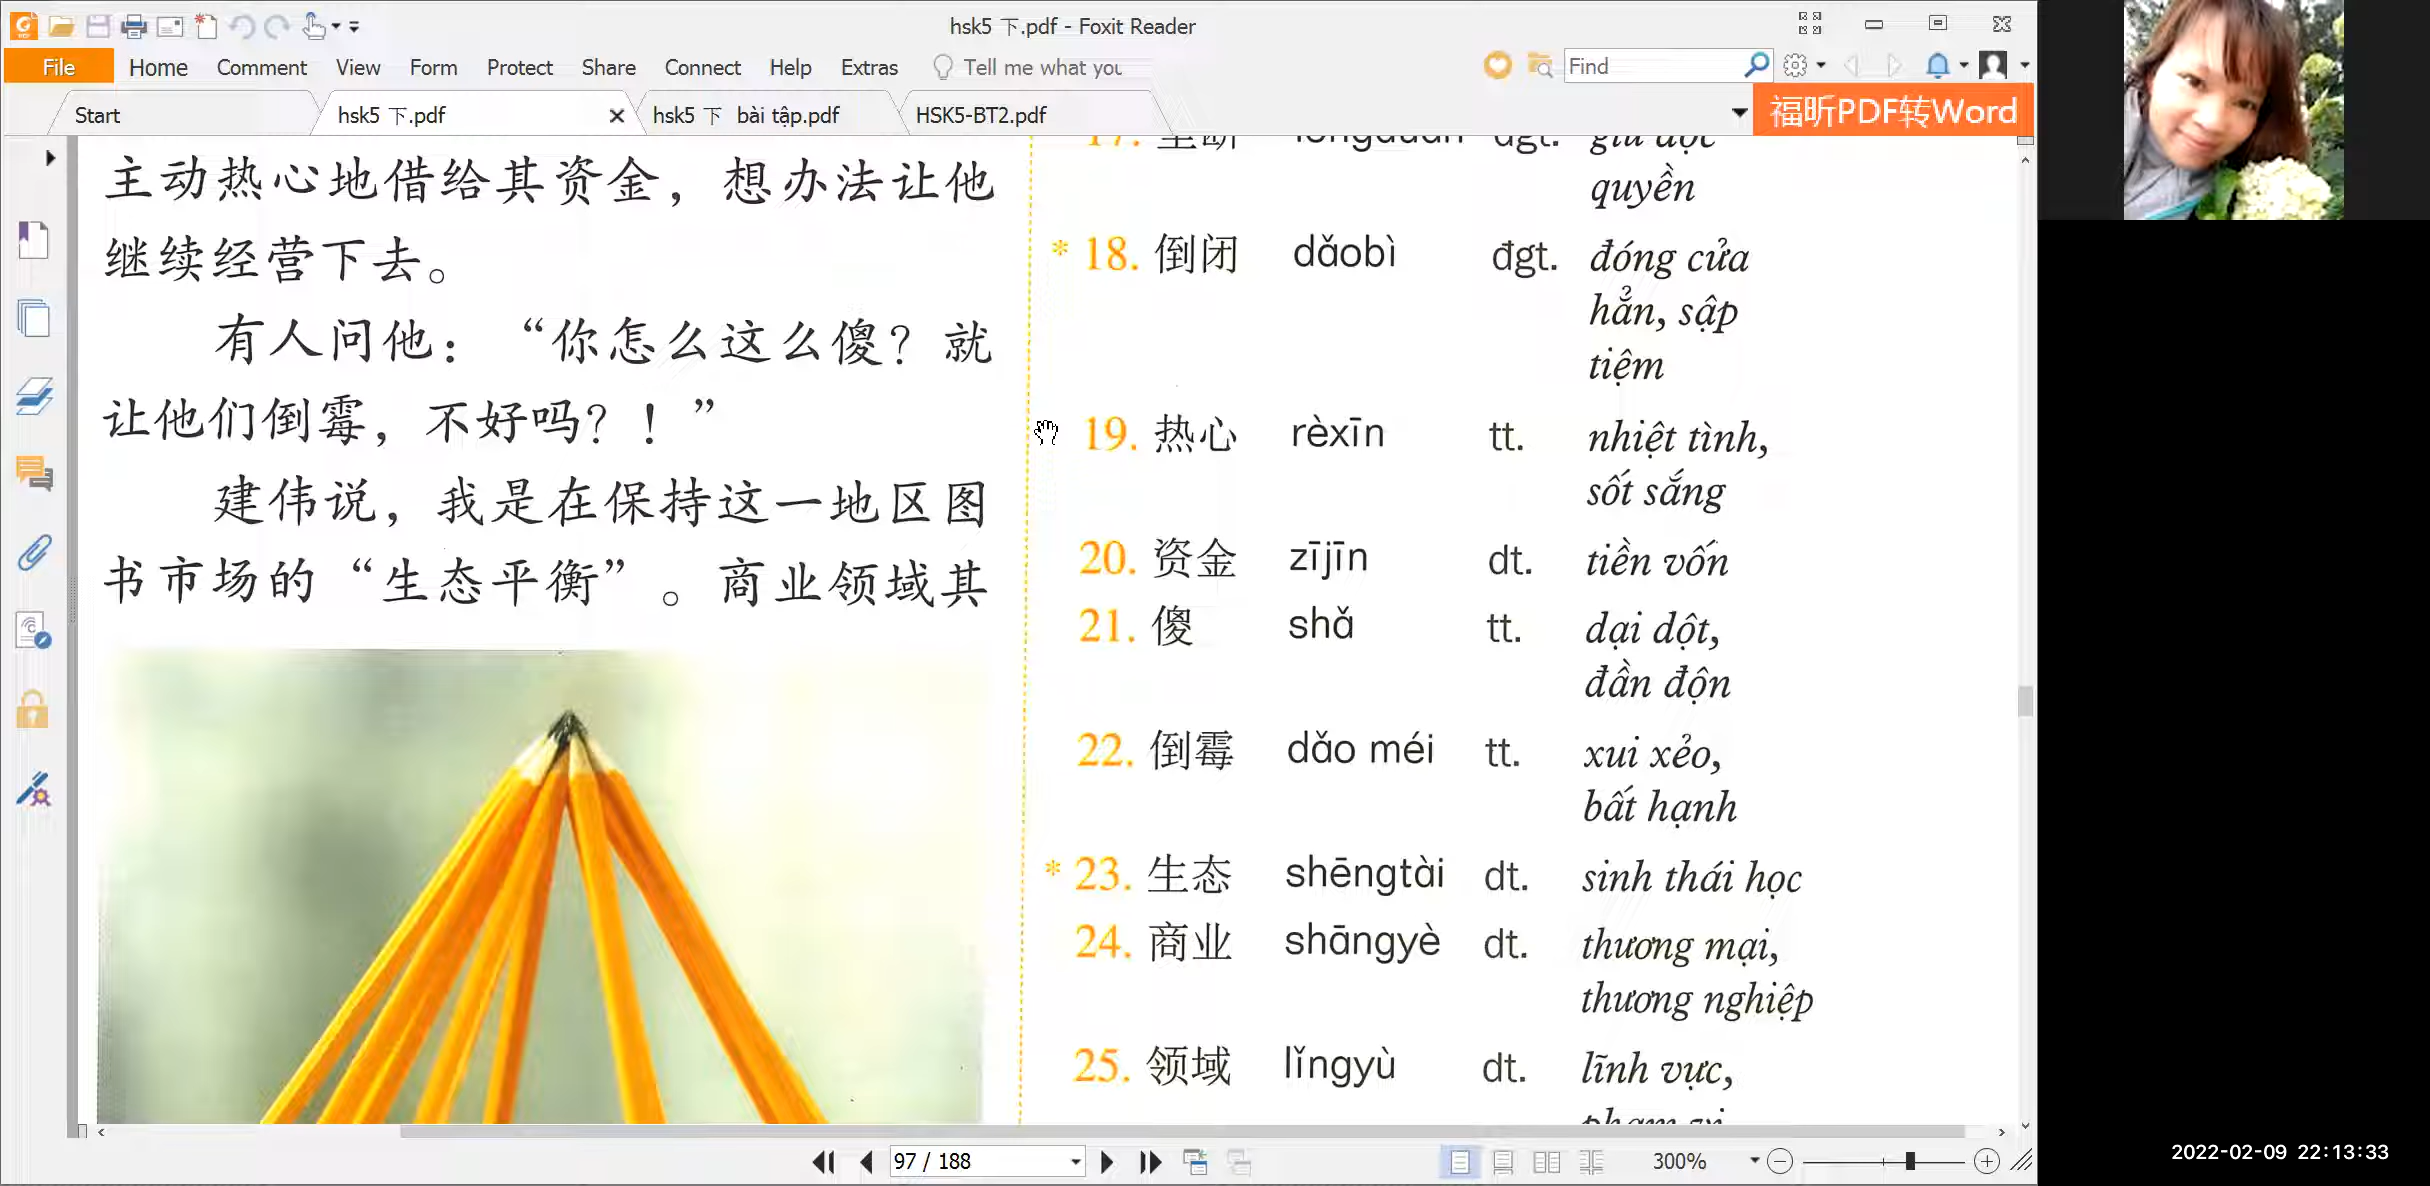 hsk5 下.pdf - Foxit Reader
File Home Comment View Form Protect Share Connect Help Extras Tell me what you Find
Start hsk5 下.pdf hsk5 下 bài tập.pdf HSK5-BT2.pdf 福昕PDF转Word
主动热心地借给其资金，想办法让他
继续经营下去。
有人问他：“你怎么这么傻？就
让他们倒霉，不好吗？！”
建伟说，我是在保持这一地区图
书市场的“生态平衡”。商业领域其
quyền
* 18. 倒闭 dǎobì đgt. đóng cửa
hẳn, sập
tiệm
19. 热心 rèxīn tt. nhiệt tình,
sốt sắng
20. 资金 zījīn dt. tiền vốn
21. 傻 shǎ tt. dại dột,
đần độn
22. 倒霉 dǎo méi tt. xui xẻo,
bất hạnh
* 23. 生态 shēngtài dt. sinh thái học
24. 商业 shāngyè dt. thương mại,
thương nghiệp
25. 领域 lǐngyù dt. lĩnh vực,
97 / 188 300%
2022-02-09 22:13:33